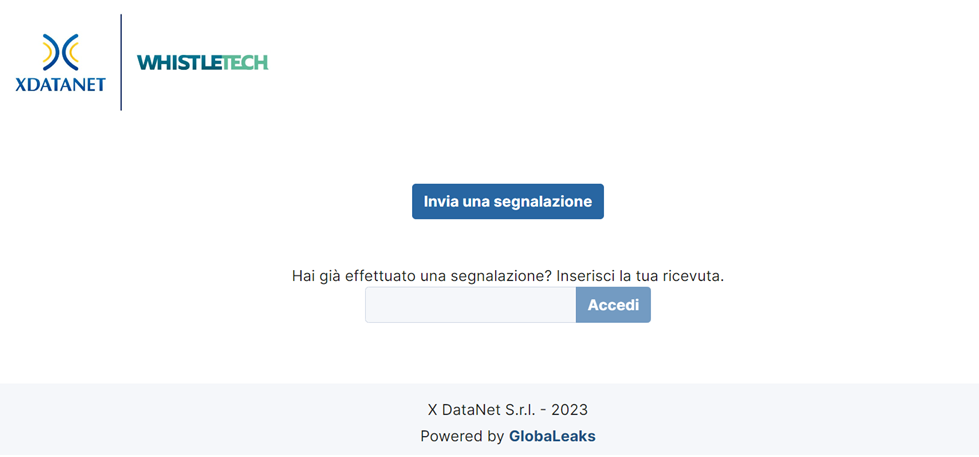 XDATANET
WHISTLETECH
Invia una segnalazione
Hai già effettuato una segnalazione? Inserisci la tua ricevuta.
Accedi
X DataNet S.r.l. - 2023
Powered by GlobaLeaks